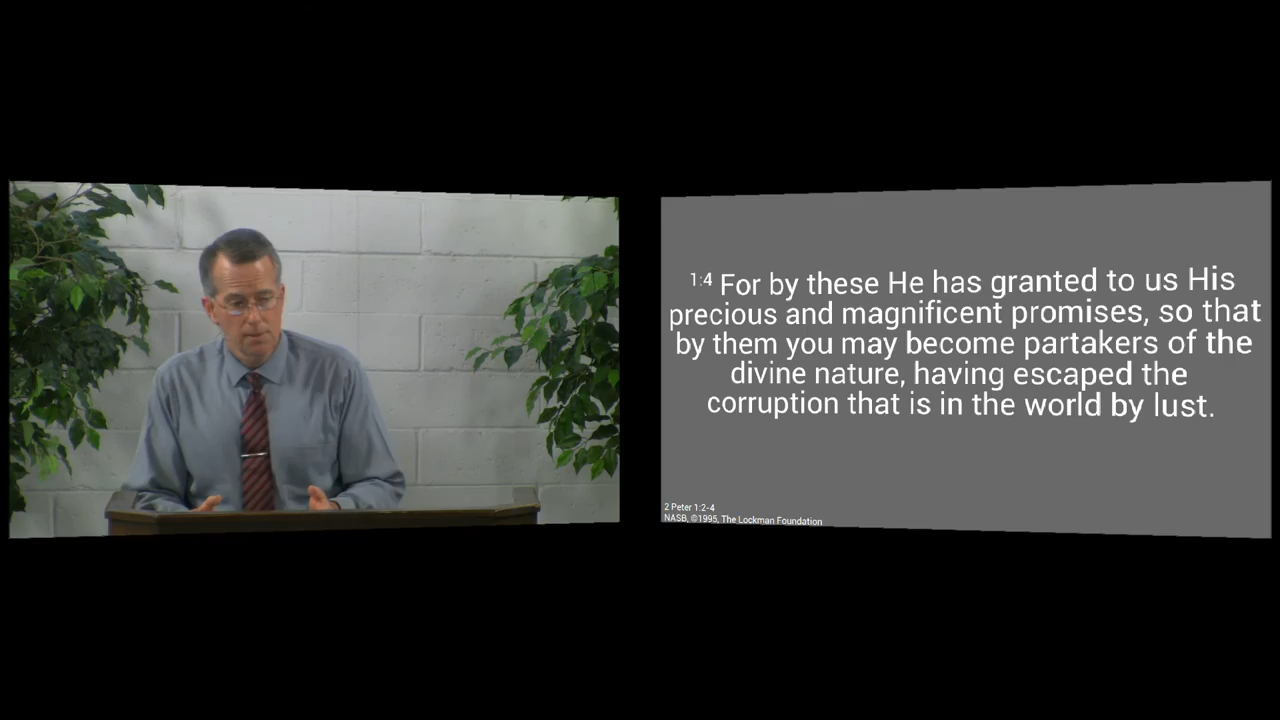 1:4 For by these He has granted to us His
precious and magnificent promises, so that
by them you may become partakers of the
divine nature, having escaped the
corruption that is in the world by lust.
2 Peter 1:2-4
NASB, ©1995, The Lockman Foundation